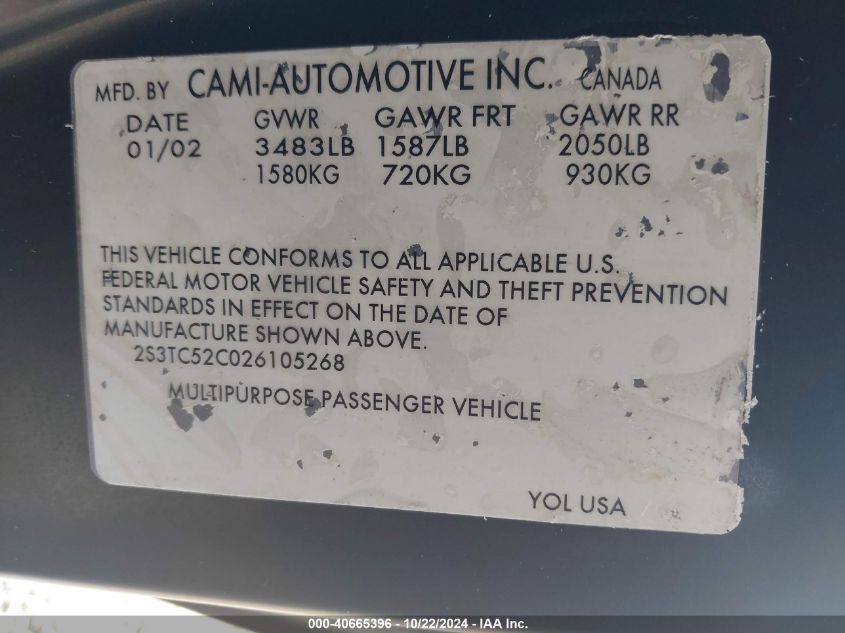 MFD. BY CAMI-AUTOMOTIVE INC. CANADA
DATE GVWR GAWR FRT GAWR RR
01/02 3483LB 1587LB 2050LB
1580KG 720KG 930KG
THIS VEHICLE CONFORMS TO ALL APPLICABLE U.S.
FEDERAL MOTOR VEHICLE SAFETY AND THEFT PREVENTION
STANDARDS IN EFFECT ON THE DATE OF
MANUFACTURE SHOWN ABOVE.
2S3TC52C026105268
MULTIPURPOSE PASSENGER VEHICLE
YOL USA
000-40665396 - 10/22/2024 - IAA Inc.